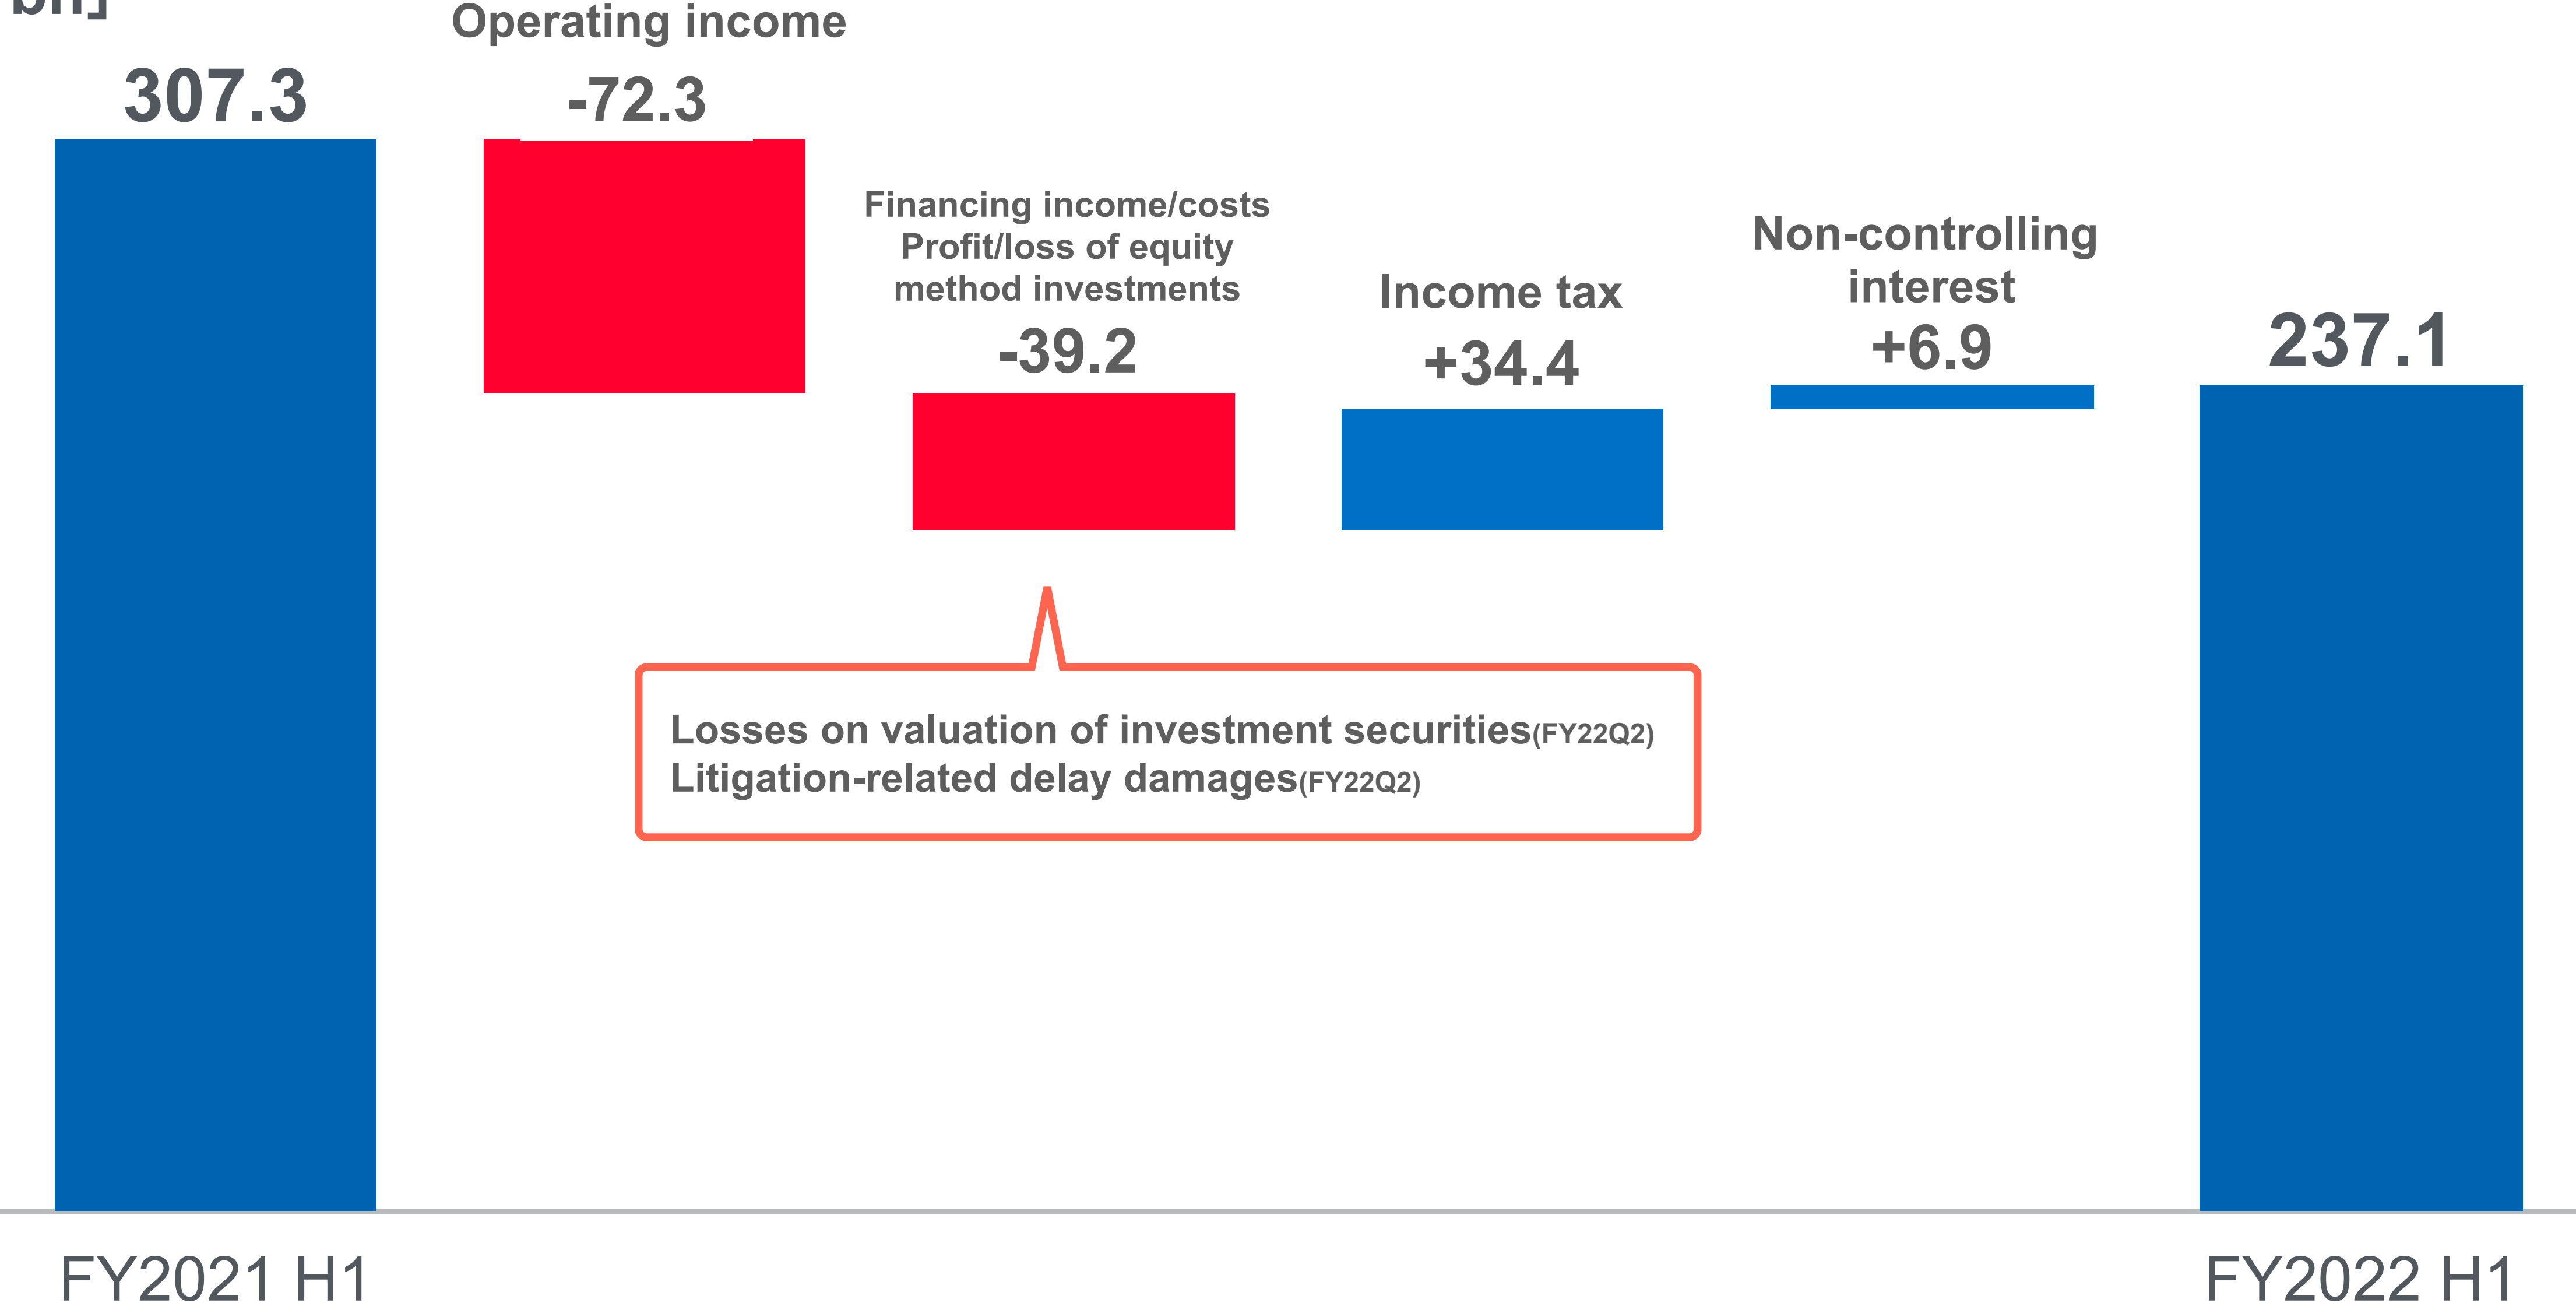 bn]
307.3
Operating income
-72.3
Financing income/costs
Profit/loss of equity
method investments
-39.2
Income tax
+34.4
Non-controlling
interest
+6.9
237.1
Losses on valuation of investment securities(FY22Q2)
Litigation-related delay damages(FY22Q2)
FY2021 H1
FY2022 H1